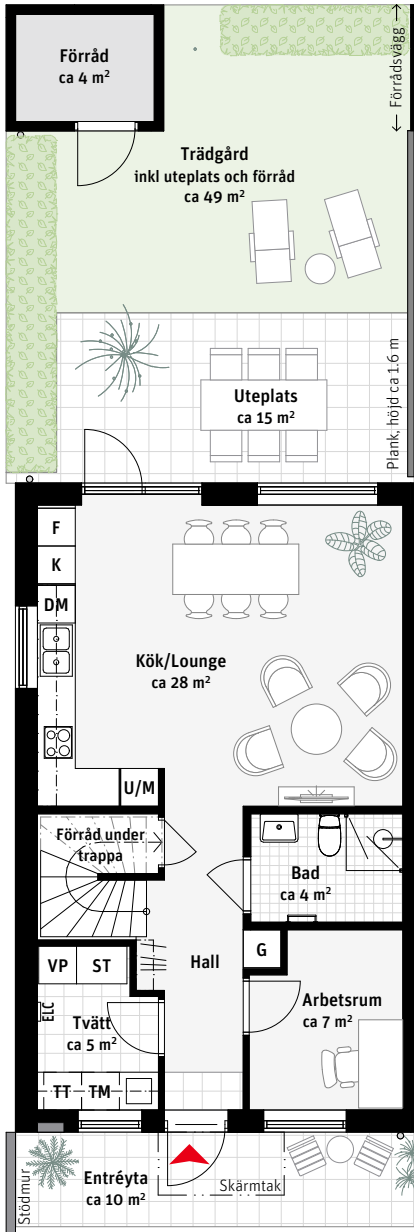 Förråd
ca 4 m²
Förrådsvägg
Trädgård
inkl uteplats och förråd
ca 49 m²
Plank, höjd ca 1.6 m
Uteplats
ca 15 m²
F
K
DM
Kök/Lounge
ca 28 m²
U/M
Förråd under
trappa
Bad
ca 4 m²
VP
ST
Hall
G
ELC
Tvätt
ca 5 m²
Arbetsrum
ca 7 m²
TT
TM
Stödmur
Entréyta
ca 10 m²
Skärmtak